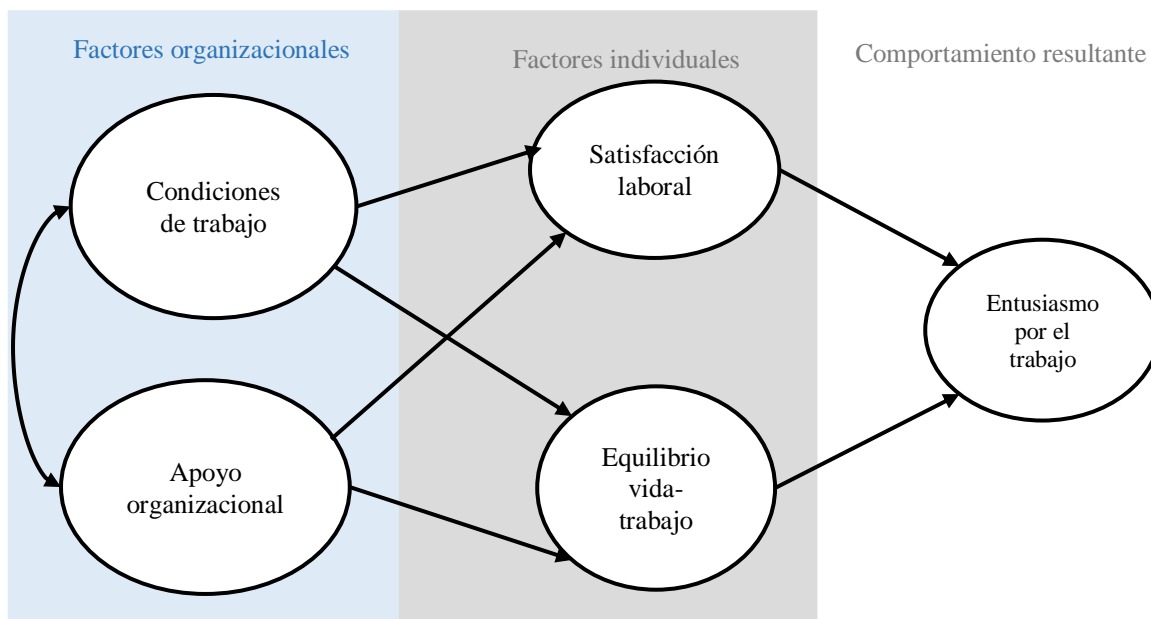 Factores organizacionales
Factores individuales
Comportamiento resultante
Condiciones
de trabajo
Satisfacción
laboral
Entusiasmo
por el
trabajo
Apoyo
organizacional
Equilibrio
vida-
trabajo